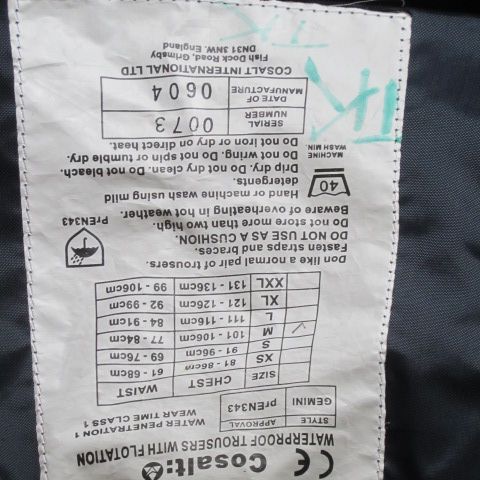 CE Cosalt
WATERPROOF TROUSERS WITH FLOTATION
STYLE APPROVAL WATER PENETRATION 1
GEMINI prEN343 WEAR TIME CLASS 1
SIZE CHEST WAIST
XS 81 - 86cm 61 - 68cm
S 91 - 96cm 69 - 76cm
M 101 - 106cm 77 - 84cm
L 111 - 116cm 84 - 91cm
XL 121 - 126cm 92 - 99cm
XXL 131 - 136cm 99 - 106cm
Don like a normal pair of trousers.
Fasten straps and braces.
DO NOT USE AS A CUSHION.
Do not store more than two high.
Beware of overheating in hot weather.
PrEN343
Hand or machine wash using mild
detergents.
40
MACHINE
WASH MIN.
Drip dry. Do not dry clean. Do not bleach.
Do not wring. Do not spin or tumble dry.
Do not iron or dry on direct heat.
SERIAL
NUMBER
0073
DATE OF
MANUFACTURE
0604
COSALT INTERNATIONAL LTD
Fish Dock Road, Grimsby
DN31 3NW. England